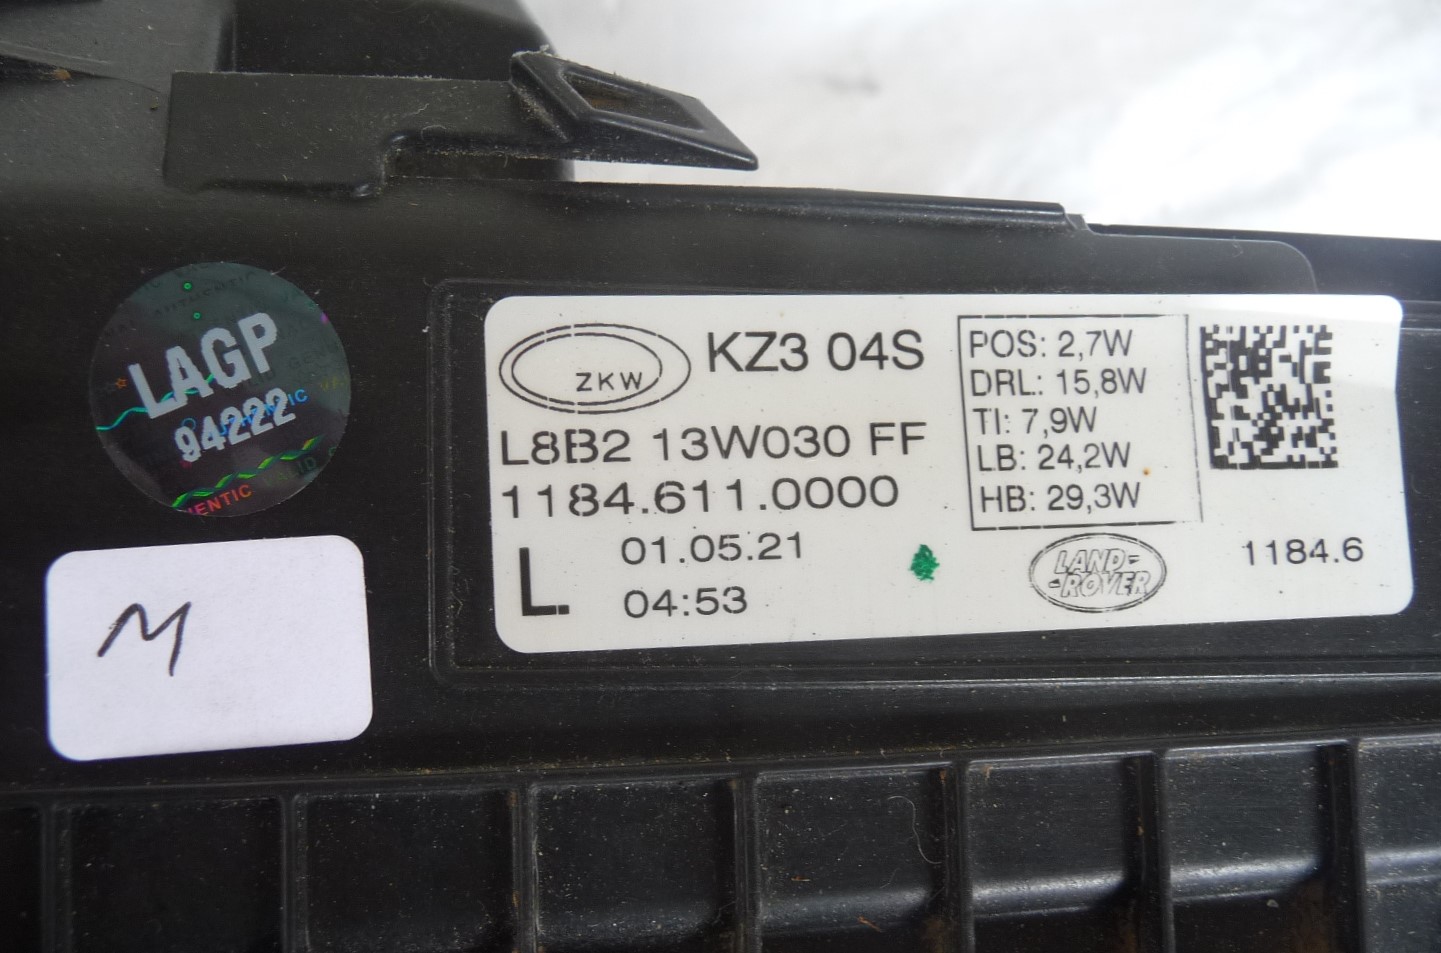 LAGP
94222
ENTIC
M
ZKW
KZ3 04S
L8B2 13W030 FF
1184.611.0000
L.
01.05.21
04:53
POS: 2,7W
DRL: 15,8W
TI: 7,9W
LB: 24,2W
HB: 29,3W
LAND-
-ROVER
1184.6